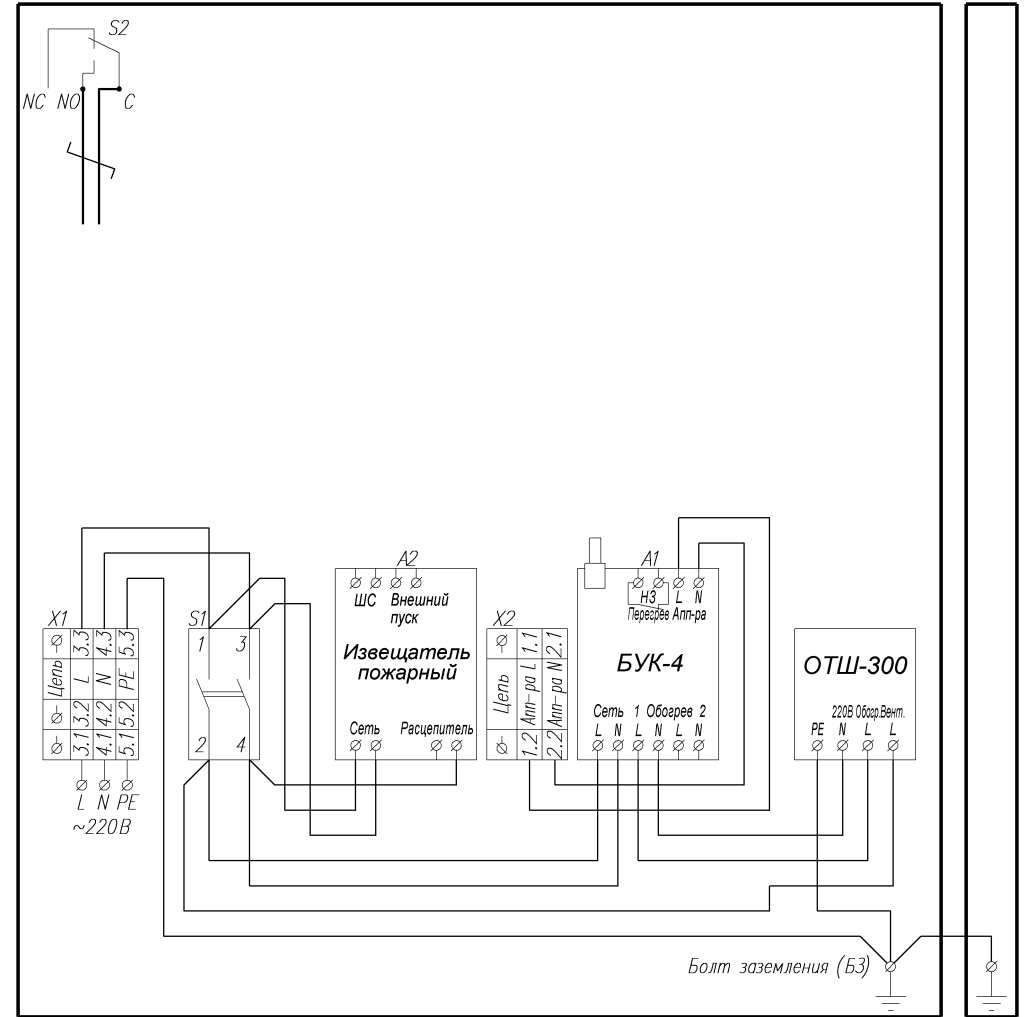 S2
NC NO C
A2 A1
ШС Внешний
пуск
НЗ L N
Перегрев Апп-ра
X1 S1 X2
1 3
Извещатель
пожарный
БУК-4
ОТШ-300
Цепь
3.3 4.3 5.3
L N PE
3.2 4.2 5.2
3.1 4.1 5.1
Цепь
1.1 2.1
Апп-ра L Апп-ра N
1.2 2.2
Сеть 1 Обогрев 2
L N L N L N
220В Обогр. Вент.
PE N L L
Сеть Расцепитель
2 4
L N PE
~220В
Болт заземления (БЗ)